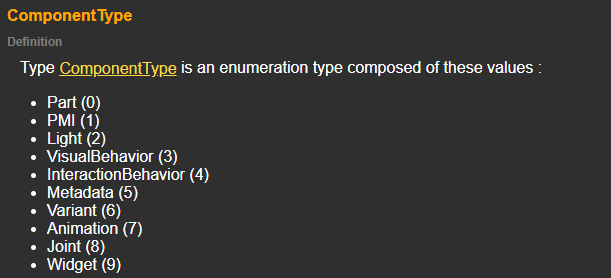 ComponentType
Definition
Type ComponentType is an enumeration type composed of these values :
• Part (0)
• PMI (1)
• Light (2)
• VisualBehavior (3)
• InteractionBehavior (4)
• Metadata (5)
• Variant (6)
• Animation (7)
• Joint (8)
• Widget (9)